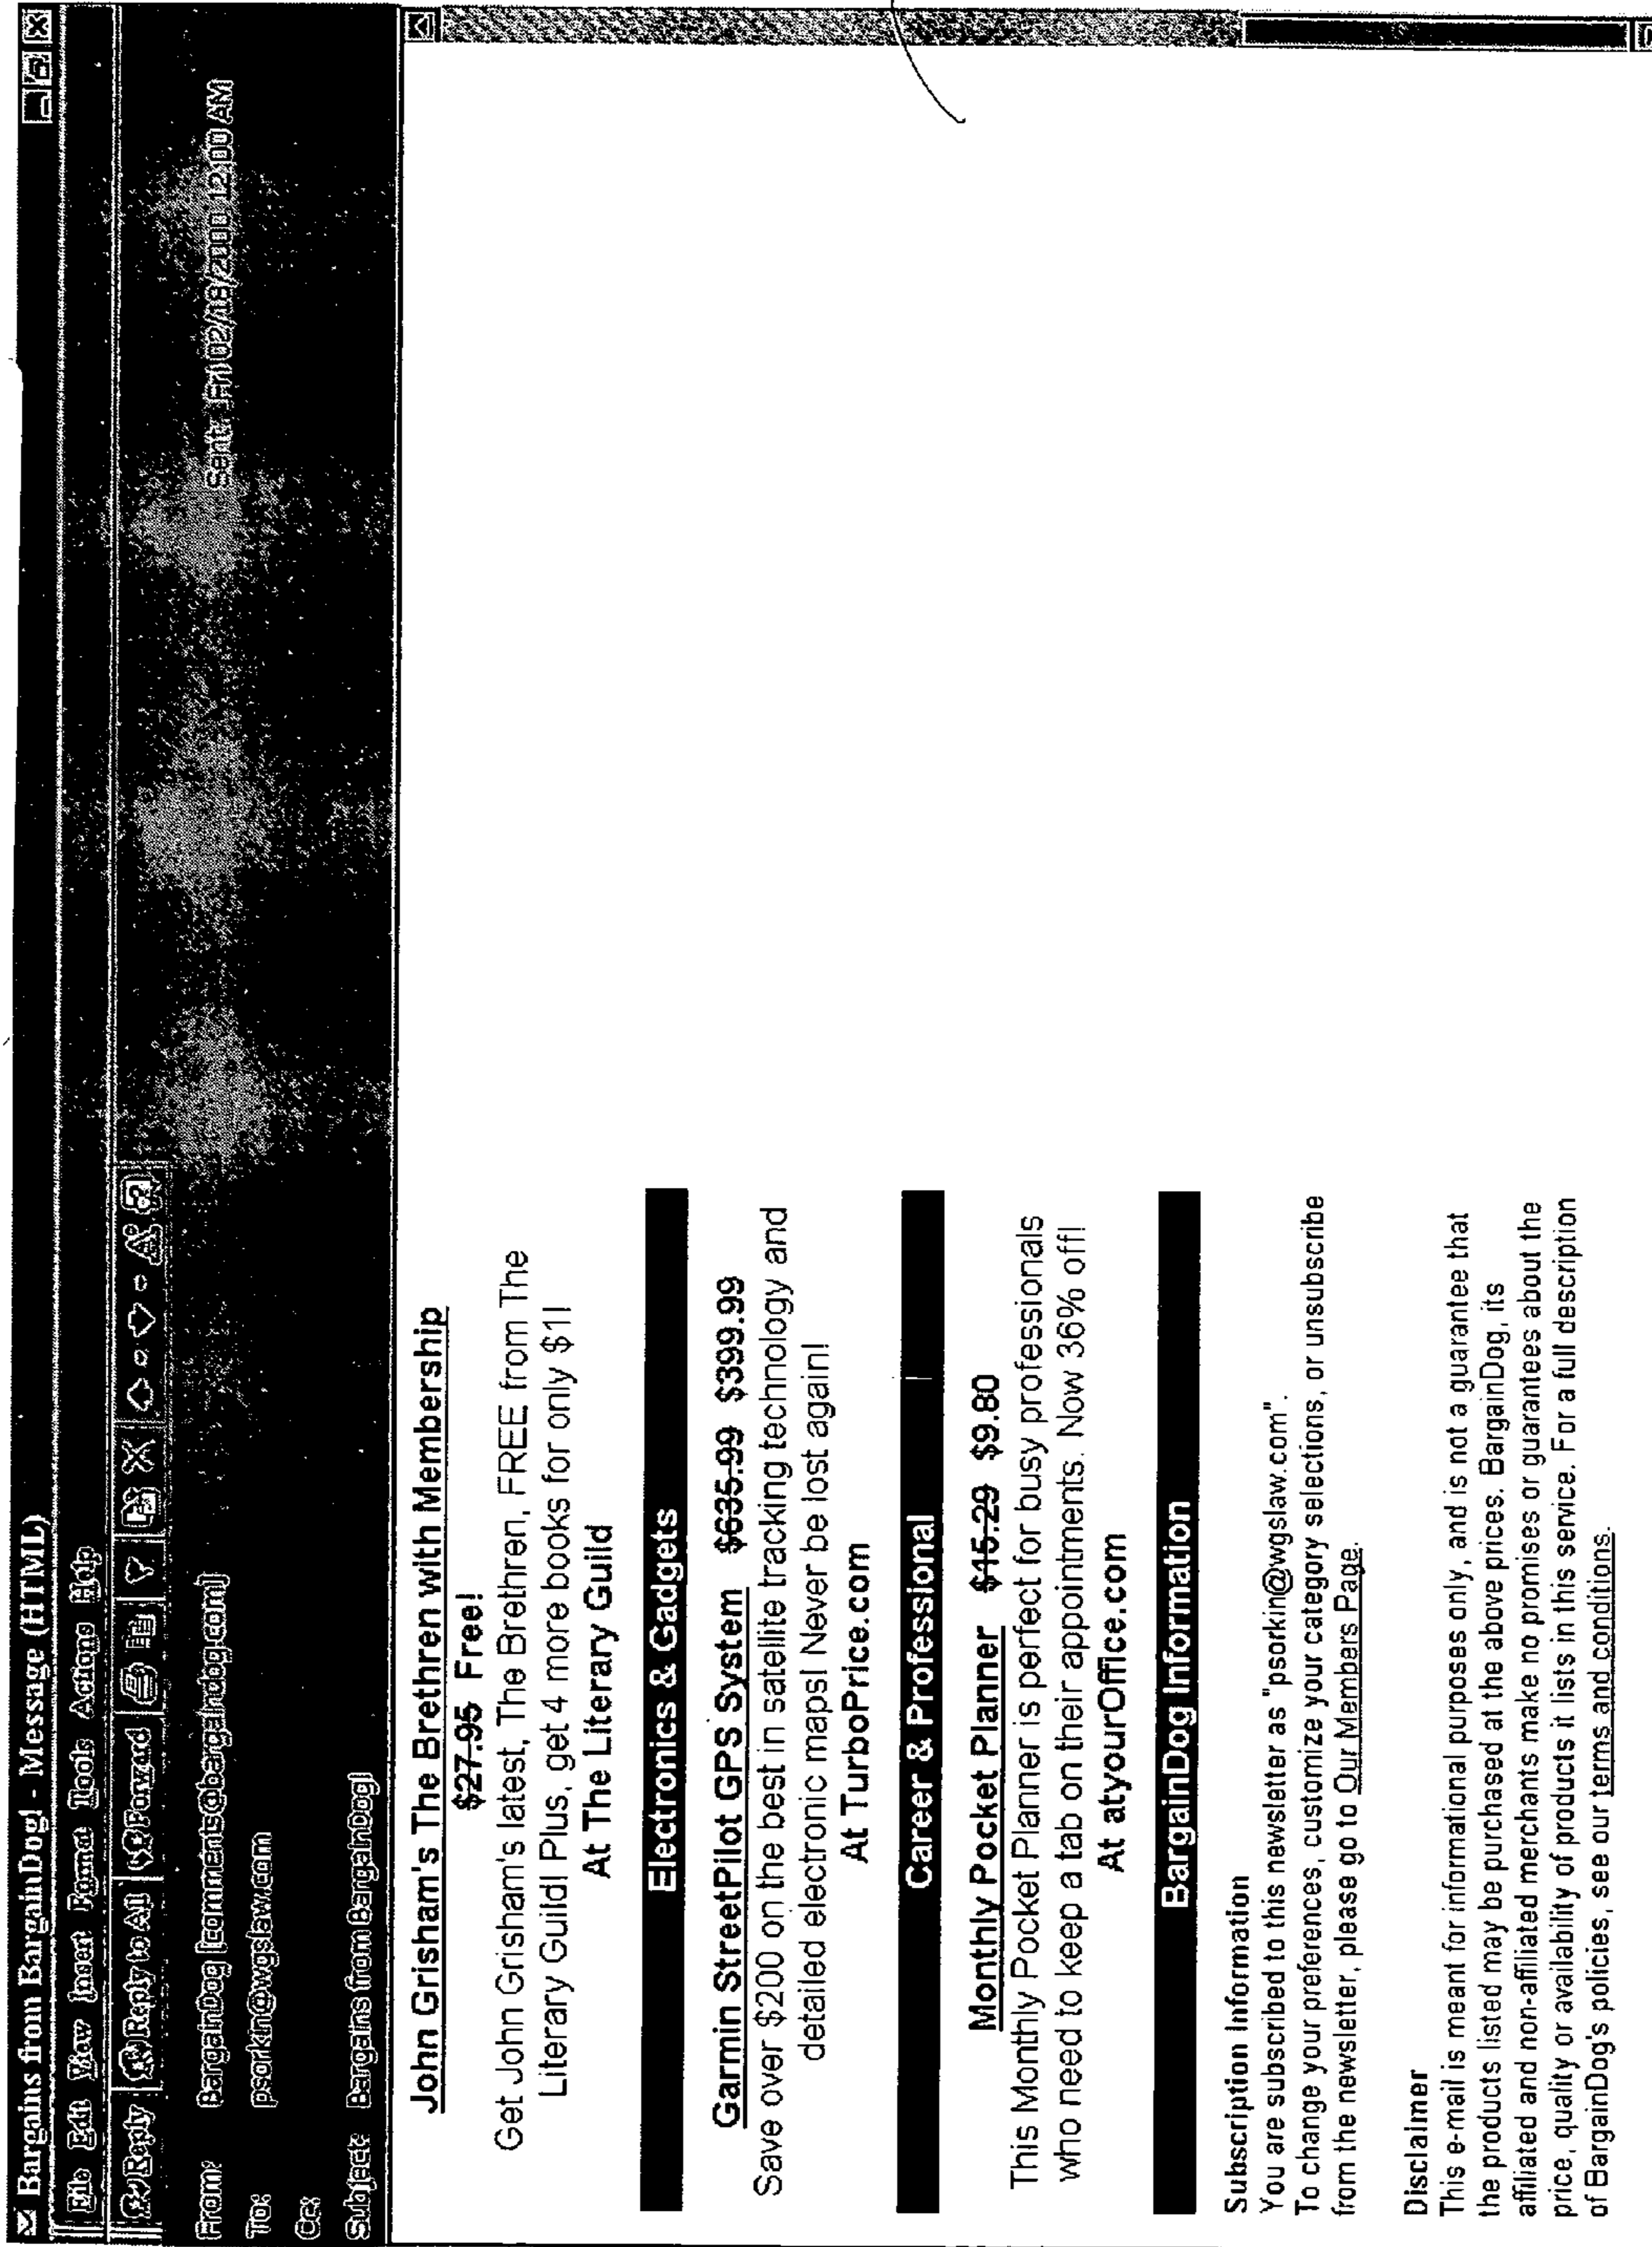 Bargains from BargainDog! - Message (HTML)
File Edit View Insert Format Tools Actions Help
Reply Reply to All Forward
From: BargainDog [comments@bargaindog.com] Sent: Fri 02/18/2000 12:00 AM
To: psorkin@wgslaw.com
Cc:
Subject: Bargains from BargainDog!
John Grisham's The Brethren with Membership
$27.95 Free!
Get John Grisham's latest, The Brethren, FREE from The
Literary Guild! Plus, get 4 more books for only $1!
At The Literary Guild
Electronics & Gadgets
Garmin StreetPilot GPS System $635.99 $399.99
Save over $200 on the best in satellite tracking technology and
detailed electronic maps! Never be lost again!
At TurboPrice.com
Career & Professional
Monthly Pocket Planner $15.29 $9.80
This Monthly Pocket Planner is perfect for busy professionals
who need to keep a tab on their appointments. Now 36% off!
At atyourOffice.com
BargainDog Information
Subscription Information
You are subscribed to this newsletter as "psorkin@wgslaw.com".
To change your preferences, customize your category selections, or unsubscribe
from the newsletter, please go to Our Members Page.
Disclaimer
This e-mail is meant for informational purposes only, and is not a guarantee that
the products listed may be purchased at the above prices. BargainDog, its
affiliated and non-affiliated merchants make no promises or guarantees about the
price, quality or availability of products it lists in this service. For a full description
of BargainDog's policies, see our terms and conditions.